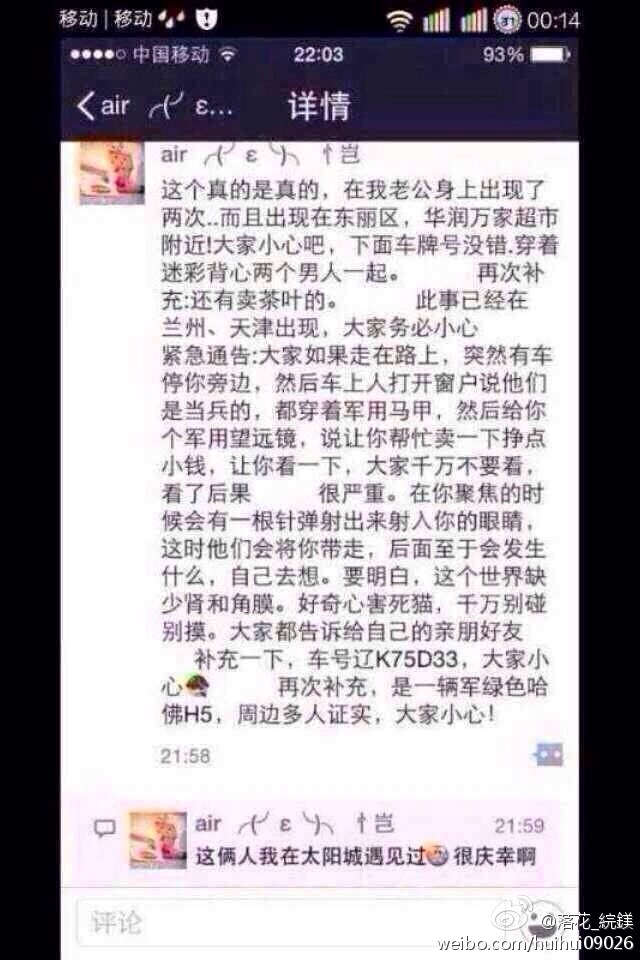 移动 | 移动 00:14
中国移动 22:03 93%
air ╭(╯ ε... 详情
air ╭(╯ ε ╰)╮ 忄岂
这个真的是真的，在我老公身上出现了
两次..而且出现在东丽区，华润万家超市
附近!大家小心吧，下面车牌号没错.穿着
迷彩背心两个男人一起。 再次补
充:还有卖茶叶的。 此事已经在
兰州、天津出现，大家务必小心
紧急通告:大家如果走在路上，突然有车
停你旁边，然后车上人打开窗户说他们
是当兵的，都穿着军用马甲，然后给你
个军用望远镜，说让你帮忙卖一下挣点
小钱，让你看一下，大家千万不要看，
看了后果 很严重。在你聚焦的时
候会有一根针弹射出来射入你的眼睛，
这时他们会将你带走，后面至于会发生
什么，自己去想。要明白，这个世界缺
少肾和角膜。好奇心害死猫，千万别碰
别摸。大家都告诉给自己的亲朋好友
补充一下，车号辽K75D33，大家小
心 再次补充，是一辆军绿色哈
佛H5，周边多人证实，大家小心！
21:58
air ╭(╯ ε ╰)╮ 忄岂 21:59
这俩人我在太阳城遇见过 很庆幸啊
评论
@落花_綄鎂
weibo.com/huihui09026